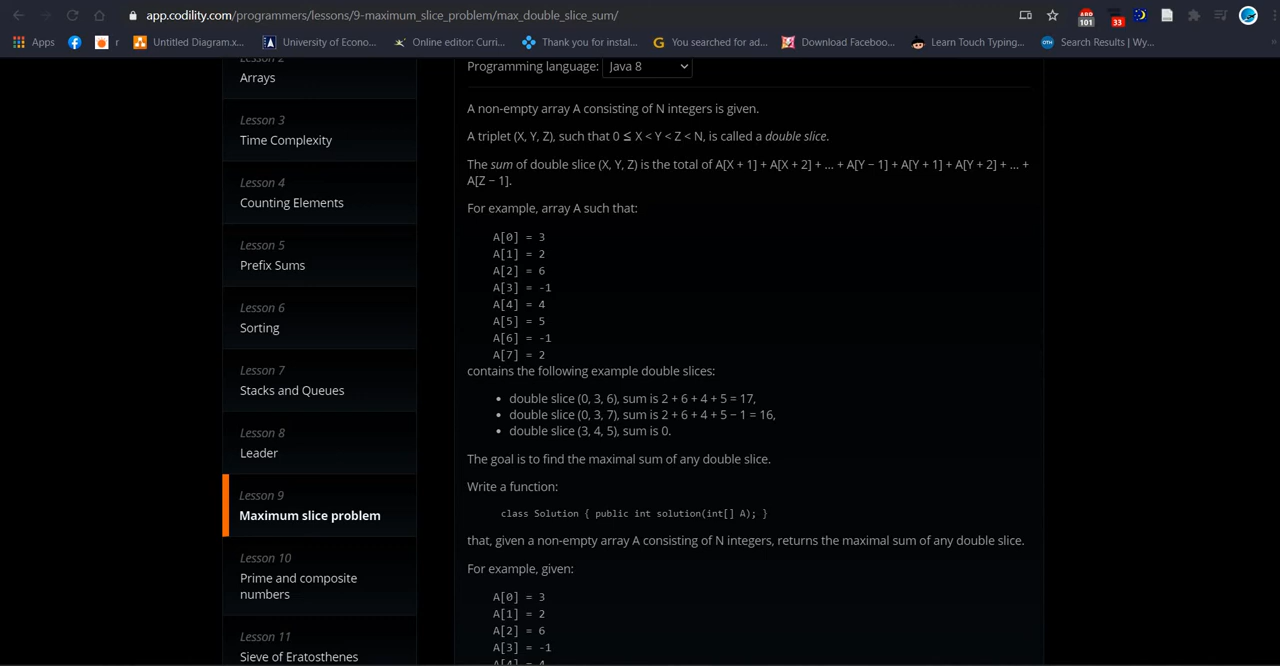 app.codility.com/programmers/lessons/9-maximum_slice_problem/max_double_slice_sum/
101
33
Apps
r
Untitled Diagram.x...
University of Econo...
Online editor: Curri...
Thank you for instal...
You searched for ad...
Download Faceboo...
Learn Touch Typing...
Search Results | Wy...
Lesson 2
Arrays
Lesson 3
Time Complexity
Lesson 4
Counting Elements
Lesson 5
Prefix Sums
Lesson 6
Sorting
Lesson 7
Stacks and Queues
Lesson 8
Leader
Lesson 9
Maximum slice problem
Lesson 10
Prime and composite
numbers
Lesson 11
Sieve of Eratosthenes
Programming language: Java 8
A non-empty array A consisting of N integers is given.
A triplet (X, Y, Z), such that 0 ≤ X < Y < Z < N, is called a double slice.
The sum of double slice (X, Y, Z) is the total of A[X + 1] + A[X + 2] + ... + A[Y − 1] + A[Y + 1] + A[Y + 2] + ... +
A[Z − 1].
For example, array A such that:
A[0] = 3
A[1] = 2
A[2] = 6
A[3] = -1
A[4] = 4
A[5] = 5
A[6] = -1
A[7] = 2
contains the following example double slices:
• double slice (0, 3, 6), sum is 2 + 6 + 4 + 5 = 17,
• double slice (0, 3, 7), sum is 2 + 6 + 4 + 5 − 1 = 16,
• double slice (3, 4, 5), sum is 0.
The goal is to find the maximal sum of any double slice.
Write a function:
class Solution { public int solution(int[] A); }
that, given a non-empty array A consisting of N integers, returns the maximal sum of any double slice.
For example, given:
A[0] = 3
A[1] = 2
A[2] = 6
A[3] = -1
A[4] = 4